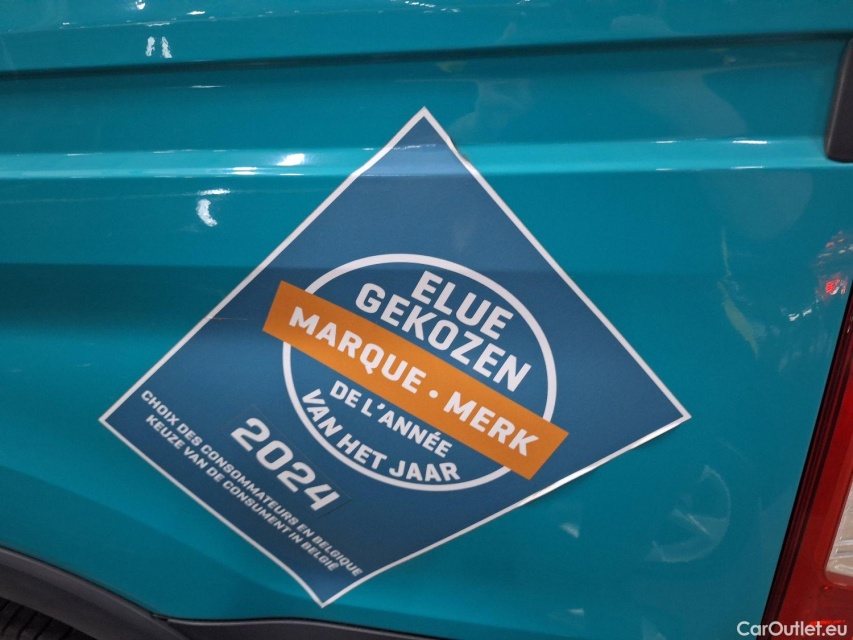 ELUE
GEKOZEN
MARQUE • MERK
DE L'ANNÉE
VAN HET JAAR
2024
CHOIX DES CONSOMMATEURS EN BELGIQUE
KEUZE VAN DE CONSUMENT IN BELGIË
CarOutlet.eu